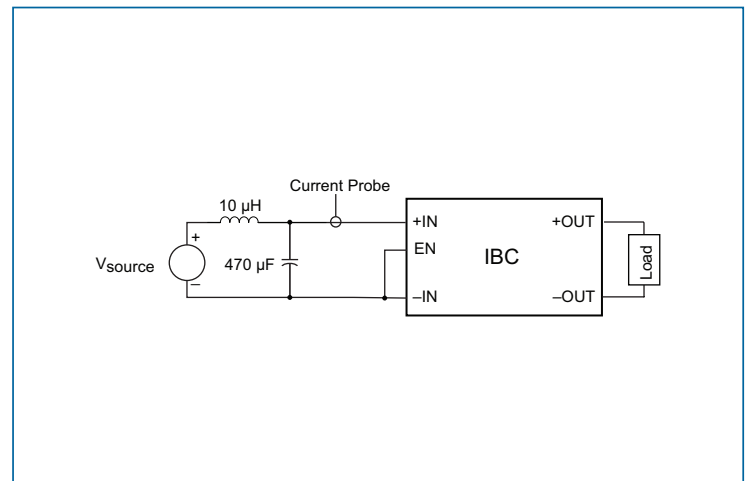 Current Probe
10 µH
+IN
+OUT
+
EN
IBC
Load
Vsource
470 µF
–
–IN
–OUT